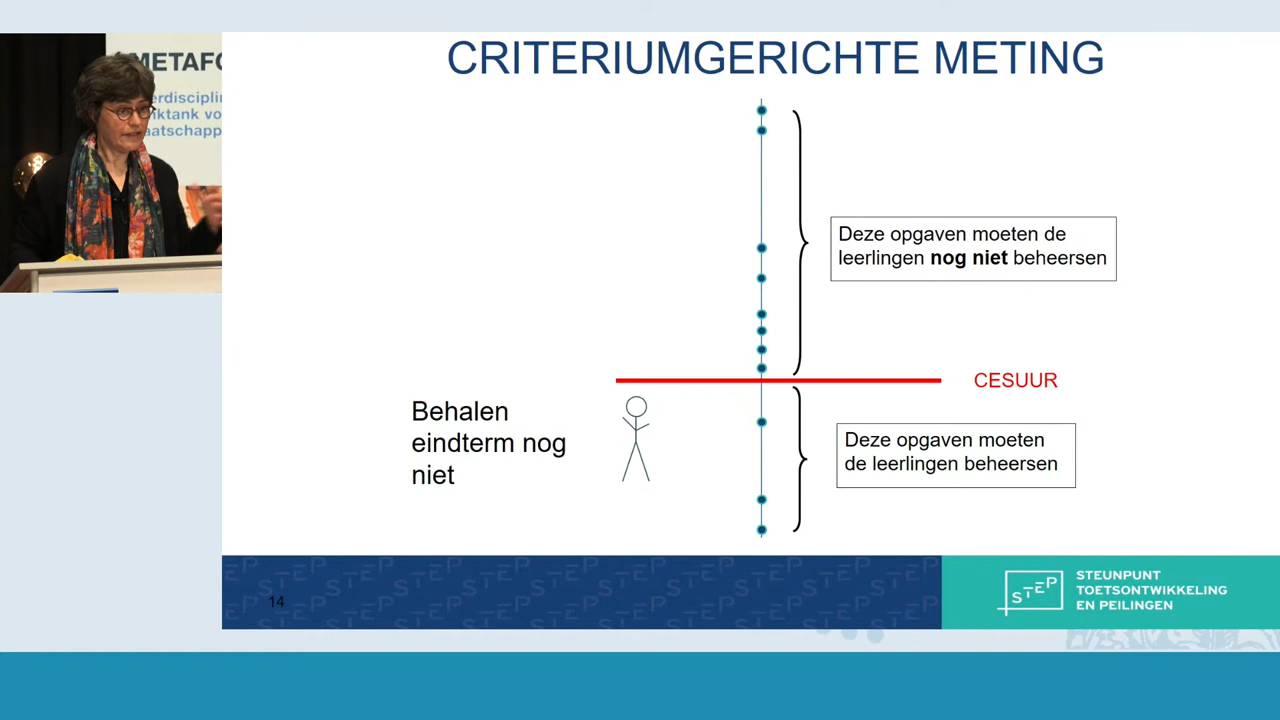 CRITERIUMGERICHTE METING
METAFO
erdisciplin
nktank vo
aatschapp
Deze opgaven moeten de
leerlingen nog niet beheersen
CESUUR
Behalen
eindterm nog
niet
Deze opgaven moeten
de leerlingen beheersen
14
STEP
STEUNPUNT
TOETSONTWIKKELING
EN PEILINGEN